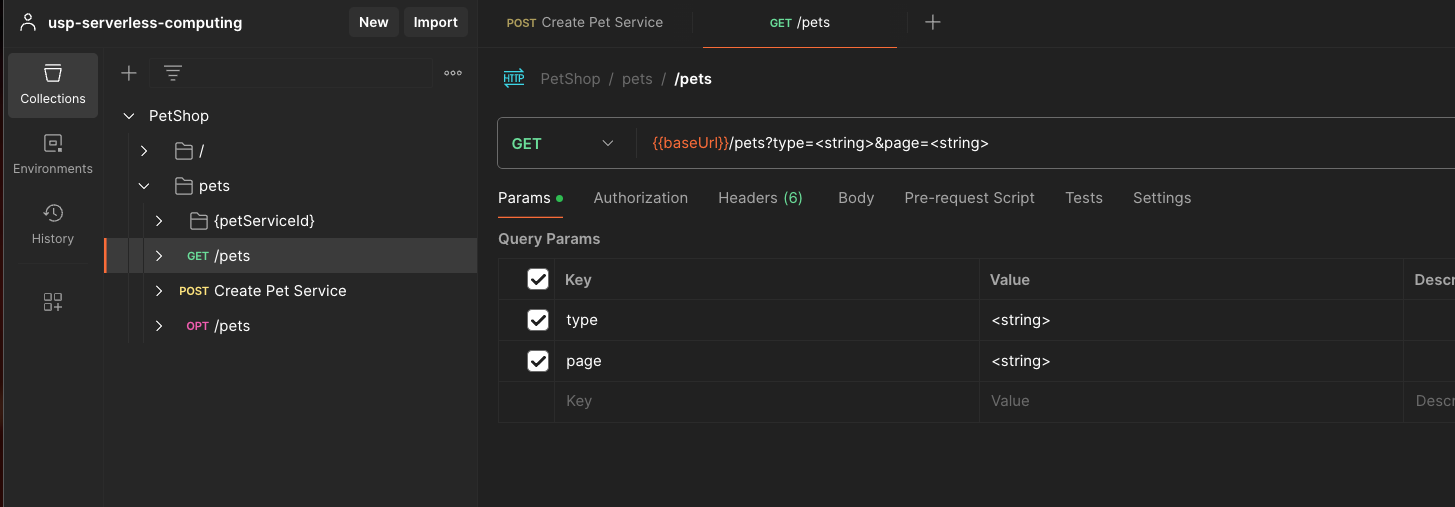 usp-serverless-computing
New
Import
POST Create Pet Service
GET /pets
Collections
Environments
History
PetShop
/
pets
{petServiceId}
GET /pets
POST Create Pet Service
OPT /pets
HTTP PetShop / pets / /pets
GET
{{baseUrl}}/pets?type=<string>&page=<string>
Params
Authorization
Headers (6)
Body
Pre-request Script
Tests
Settings
Query Params
Key Value Descr
type <string>
page <string>
Key Value Descr